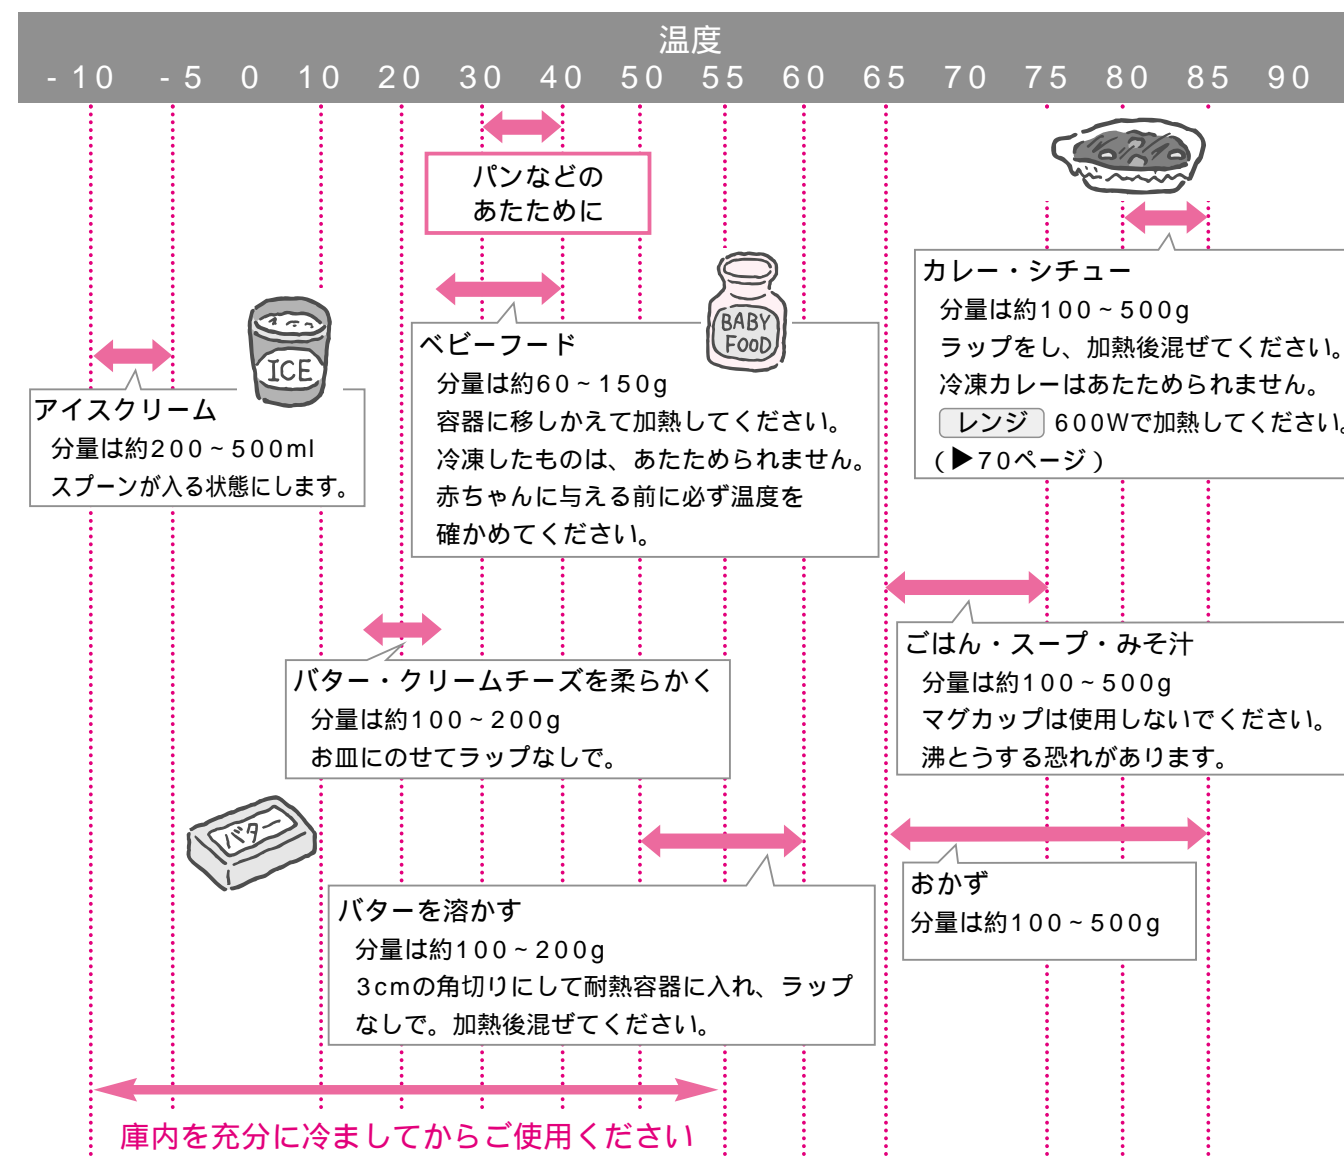 温度
-10 -5 0 10 20 30 40 50 55 60 65 70 75 80 85 90
パンなどの
あたために
カレー・シチュー
分量は約100~500g
ラップをし、加熱後混ぜてください。
冷凍カレーはあたためられません。
レンジ 600Wで加熱してください。
(▶70ページ)
BABY
FOOD
ベビーフード
分量は約60~150g
容器に移しかえて加熱してください。
冷凍したものは、あたためられません。
赤ちゃんに与える前に必ず温度を
確かめてください。
ICE
アイスクリーム
分量は約200~500ml
スプーンが入る状態にします。
ごはん・スープ・みそ汁
分量は約100~500g
マグカップは使用しないでください。
沸とうする恐れがあります。
バター・クリームチーズを柔らかく
分量は約100~200g
お皿にのせてラップなしで。
バター
おかず
分量は約100~500g
バターを溶かす
分量は約100~200g
3cmの角切りにして耐熱容器に入れ、ラップ
なしで。加熱後混ぜてください。
庫内を充分に冷ましてからご使用ください